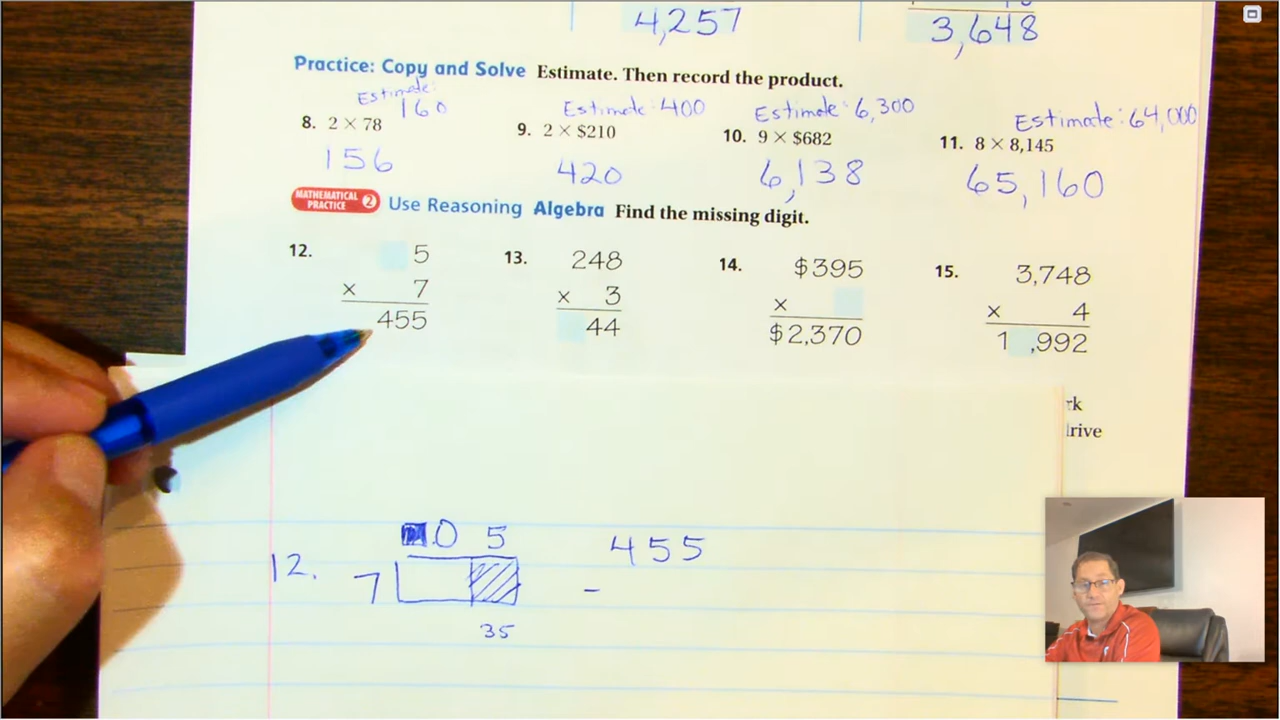 4,257
3,648
Practice: Copy and Solve Estimate. Then record the product.
Estimate: 160
8. 2 × 78
156
Estimate: 400
9. 2 × $210
420
Estimate: 6,300
10. 9 × $682
6,138
Estimate: 64,000
11. 8 × 8,145
65,160
MATHEMATICAL PRACTICE 2 Use Reasoning Algebra Find the missing digit.
12. 5
× 7
455
13. 248
× 3
44
14. $395
×
$2,370
15. 3,748
× 4
1 ,992
rk
drive
12. 0 5 455
7 −
35